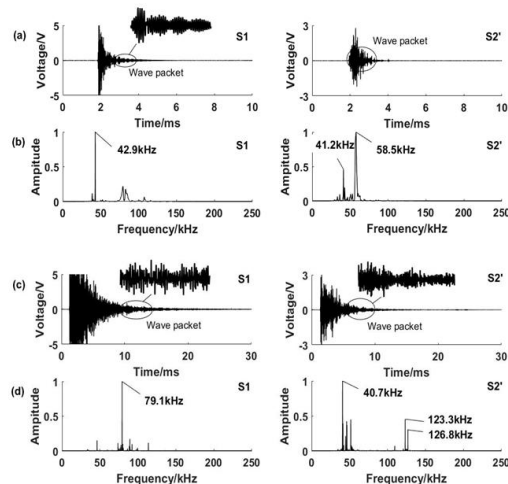 (a)
Voltage/V
5
0
-5
0 2 4 6 8 10
Time/ms
Wave packet
S1
Voltage/V
3
0
-3
0 2 4 6 8 10
Time/ms
Wave packet
S2'
(b)
Ampitude
1
0.5
0
0 50 100 150 200 250
Frequency/kHz
42.9kHz
S1
Ampitude
1
0.5
0
0 50 100 150 200 250
Frequency/kHz
41.2kHz
58.5kHz
S2'
(c)
Voltage/V
5
0
-5
0 10 20 30
Time/ms
Wave packet
S1
Voltage/V
3
0
-3
0 10 20 30
Time/ms
Wave packet
S2'
(d)
Amplitude
1
0.5
0
0 50 100 150 200 250
Frequency/kHz
79.1kHz
S1
Amplitude
1
0.5
0
0 50 100 150 200 250
Frequency/kHz
40.7kHz
123.3kHz
126.8kHz
S2'